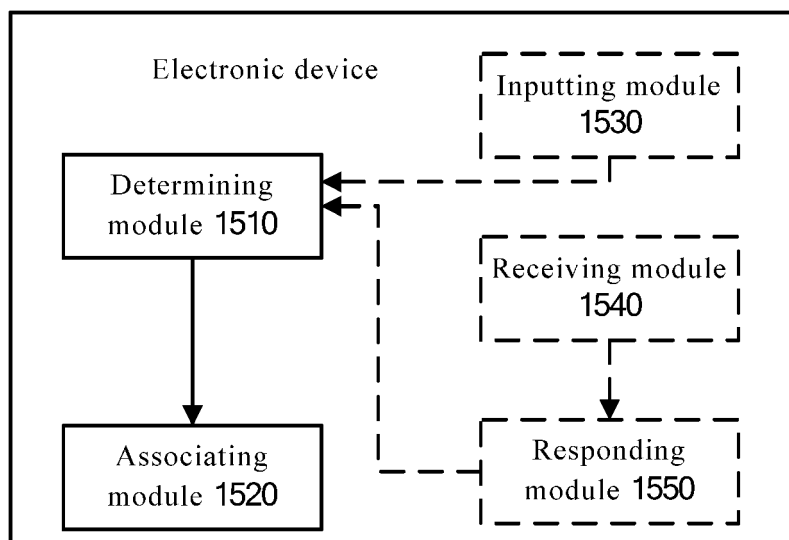 Electronic device
Inputting module
1530
Determining
module 1510
Receiving module
1540
Associating
module 1520
Responding
module 1550